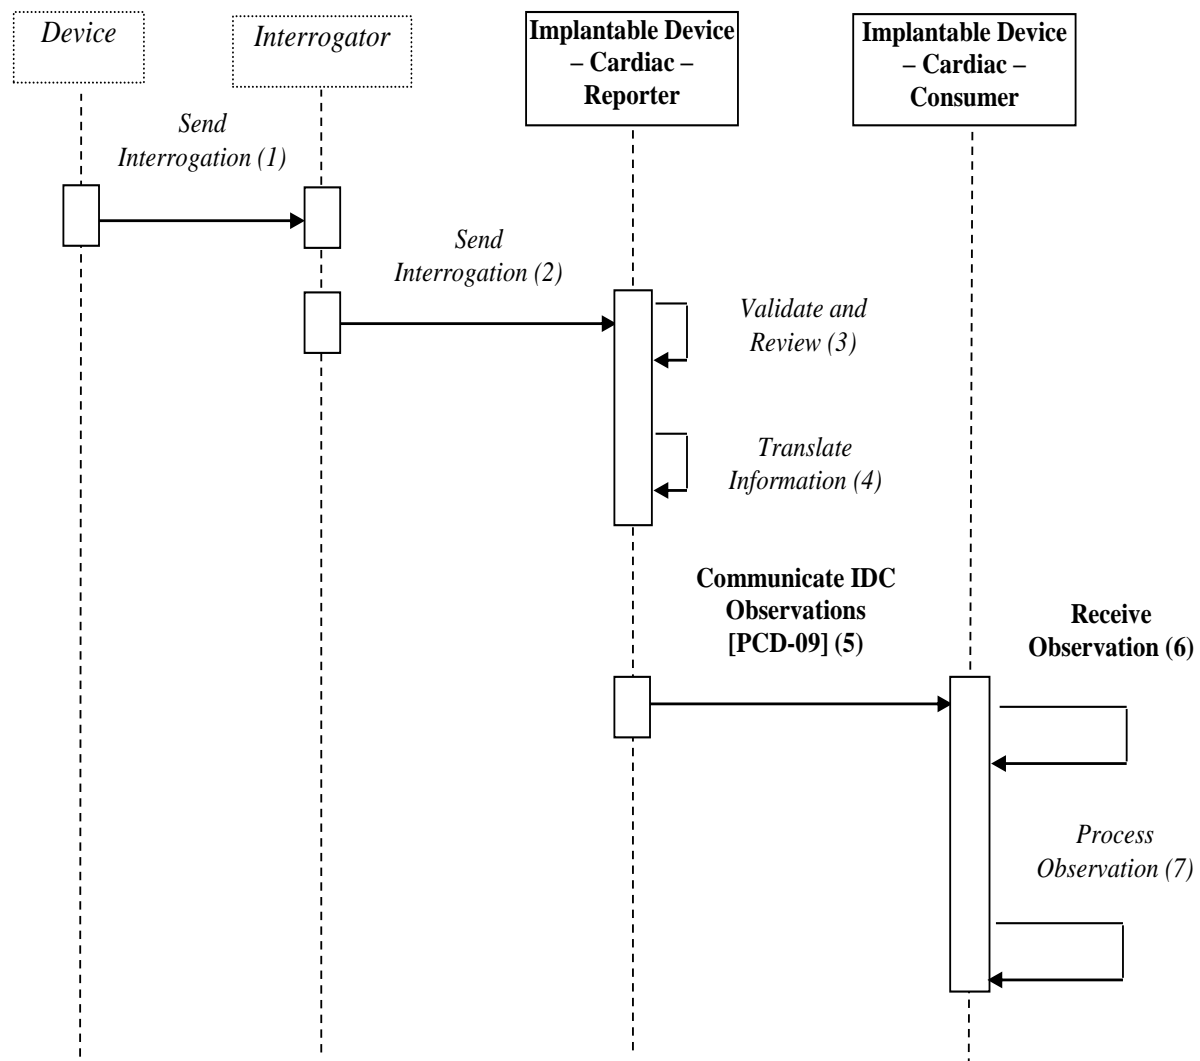 Device
Interrogator
Implantable Device
– Cardiac –
Reporter
Implantable Device
– Cardiac –
Consumer
Send
Interrogation (1)
Send
Interrogation (2)
Validate and
Review (3)
Translate
Information (4)
Communicate IDC
Observations
[PCD-09] (5)
Receive
Observation (6)
Process
Observation (7)